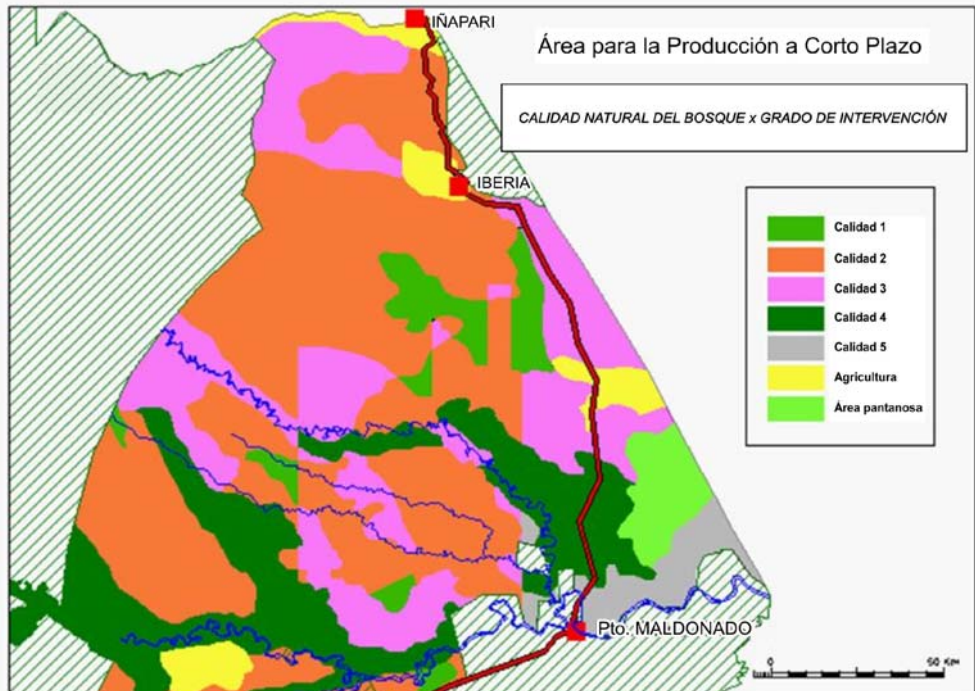 IÑAPARI
Área para la Producción a Corto Plazo
CALIDAD NATURAL DEL BOSQUE x GRADO DE INTERVENCIÓN
IBERIA
Calidad 1
Calidad 2
Calidad 3
Calidad 4
Calidad 5
Agricultura
Área pantanosa
Pto. MALDONADO
0 50 Km